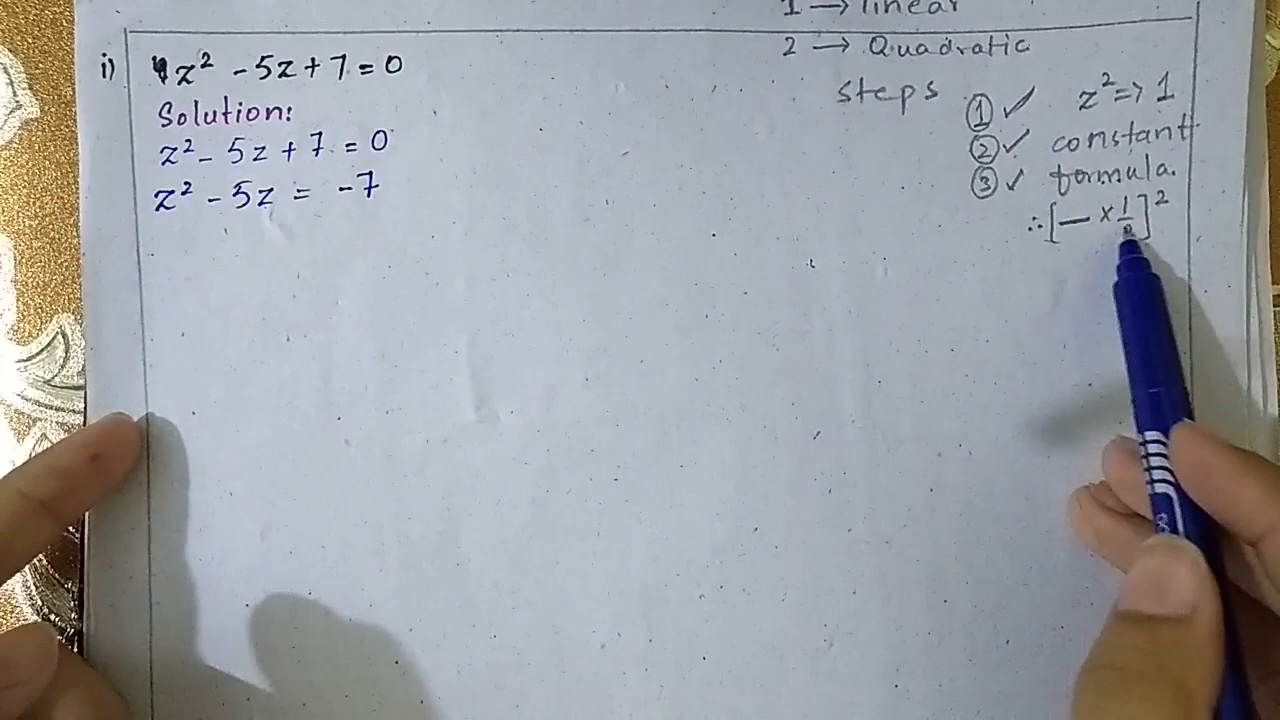 1 → linear
2 → Quadratic
i) z² - 5z + 7 = 0
Solution:
z² - 5z + 7 = 0
z² - 5z = -7
steps
① ✓ z² => 1
② ✓ constant
③ ✓ formula.
∴ [— × 1/2]²